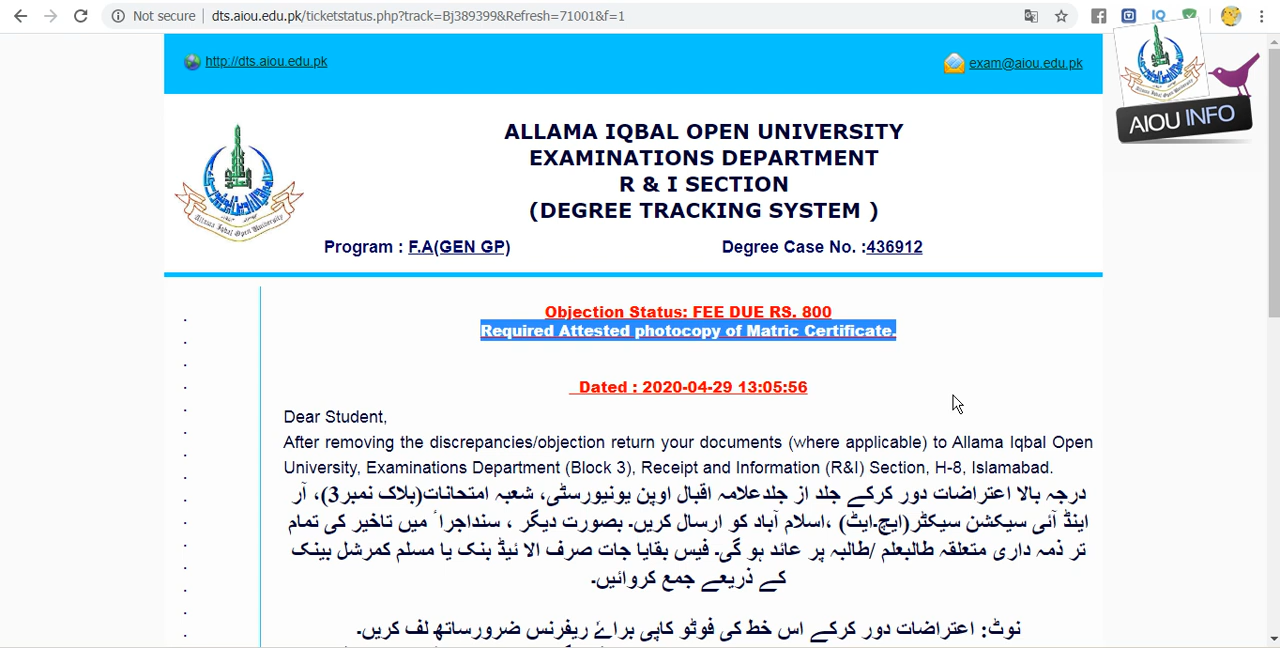 Not secure | dts.aiou.edu.pk/ticketstatus.php?track=Bj389399&Refresh=71001&f=1
IQ
AIOU INFO
http://dts.aiou.edu.pk
exam@aiou.edu.pk
Allama Iqbal Open University
ALLAMA IQBAL OPEN UNIVERSITY
EXAMINATIONS DEPARTMENT
R & I SECTION
(DEGREE TRACKING SYSTEM )
Program : F.A(GEN GP)
Degree Case No. :436912
Objection Status: FEE DUE RS. 800
Required Attested photocopy of Matric Certificate.
Dated : 2020-04-29 13:05:56
Dear Student,
After removing the discrepancies/objection return your documents (where applicable) to Allama Iqbal Open
University, Examinations Department (Block 3), Receipt and Information (R&I) Section, H-8, Islamabad.
درجہ بالا اعتراضات دور کرکے جلد از جلدعلامہ اقبال اوپن یونیورسٹی، شعبہ امتحانات(بلاک نمبر3)، آر
اینڈ آئی سیکشن سیکٹر(ایچ۔ایٹ) ،اسلام آباد کو ارسال کریں۔ بصورت دیگر ، سنداجراٴ میں تاخیر کی تمام
تر ذمہ داری متعلقہ طالبعلم /طالبہ پر عائد ہو گی۔ فیس بقایا جات صرف الا ئیڈ بنک یا مسلم کمرشل بینک
کے ذریعے جمع کروائیں۔
نوٹ: اعتراضات دور کرکے اس خط کی فوٹو کاپی براۓ ریفرنس ضرورساتھ لف کریں۔